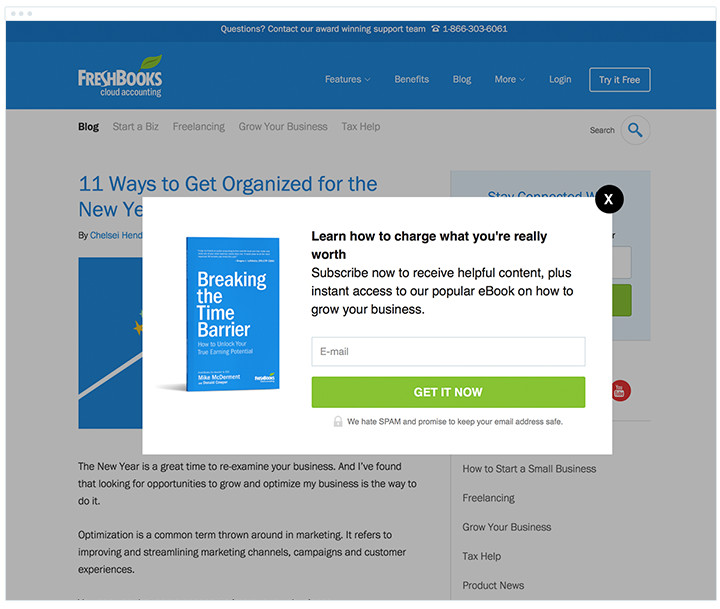 Questions? Contact our award winning support team ☎ 1-866-303-6061
FRESHBOOKS
cloud accounting
Features
Benefits
Blog
More
Login
Try it Free
Blog
Start a Biz
Freelancing
Grow Your Business
Tax Help
Search
11 Ways to Get Organized for the
New Ye
By Chelsei Hend
Stay Connected W
r
X
Breaking
the
Time
Barrier
How to Unlock Your
True Earning Potential
Mike McDerment
Donald Cowper
FreshBooks
Learn how to charge what you're really
worth
Subscribe now to receive helpful content, plus
instant access to our popular eBook on how to
grow your business.
E-mail
GET IT NOW
We hate SPAM and promise to keep your email address safe.
You
Tube
The New Year is a great time to re-examine your business. And I've found
that looking for opportunities to grow and optimize my business is the way to
do it.
Optimization is a common term thrown around in marketing. It refers to
improving and streamlining marketing channels, campaigns and customer
experiences.
How to Start a Small Business
Freelancing
Grow Your Business
Tax Help
Product News